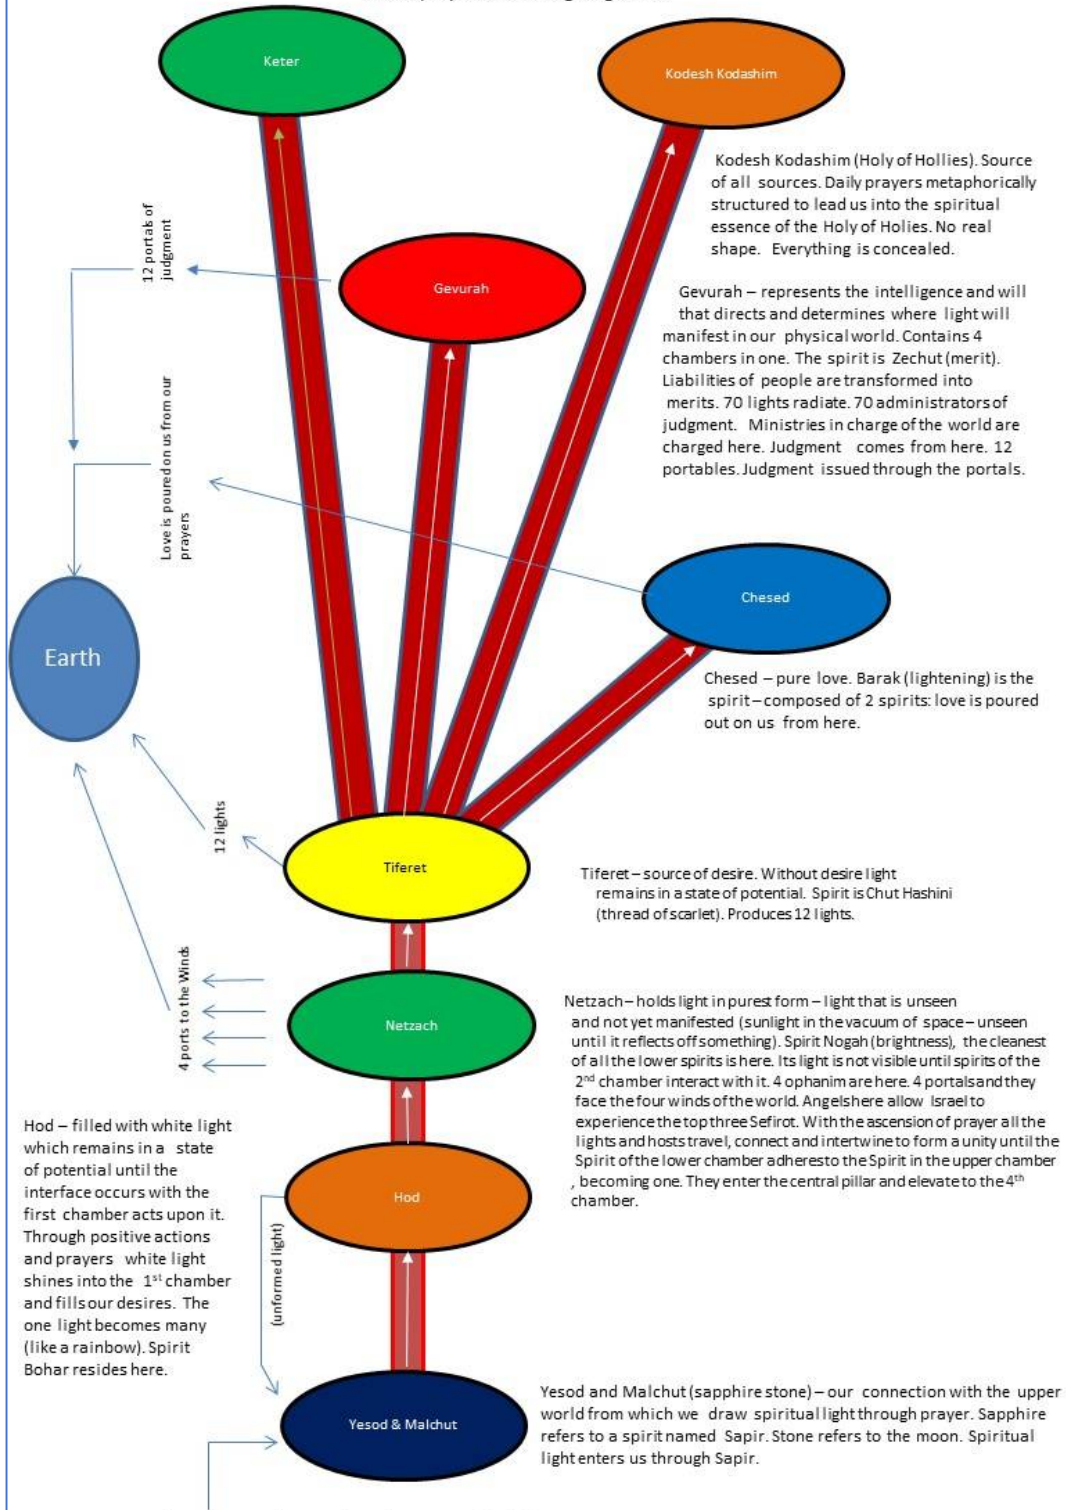 Keter
Kodesh Kodashim
Kodesh Kodashim (Holy of Hollies). Source
of all sources. Daily prayers metaphorically
structured to lead us into the spiritual
essence of the Holy of Holies. No real
shape. Everything is concealed.
12 portals of
judgment
Gevurah
Gevurah – represents the intelligence and will
that directs and determines where light will
manifest in our physical world. Contains 4
chambers in one. The spirit is Zechut (merit).
Liabilities of people are transformed into
merits. 70 lights radiate. 70 administrators of
judgment. Ministries in charge of the world are
charged here. Judgment comes from here. 12
portables. Judgment issued through the portals.
Love is poured on us from our
prayers
Chesed
Earth
Chesed – pure love. Barak (lightening) is the
spirit – composed of 2 spirits: love is poured
out on us from here.
12 lights
Tiferet
Tiferet – source of desire. Without desire light
remains in a state of potential. Spirit is Chut Hashini
(thread of scarlet). Produces 12 lights.
4 ports to the Winds
Netzach
Netzach – holds light in purest form – light that is unseen
and not yet manifested (sunlight in the vacuum of space – unseen
until it reflects off something). Spirit Nogah (brightness), the cleanest
of all the lower spirits is here. Its light is not visible until spirits of the
2nd chamber interact with it. 4 ophanim are here. 4 portals and they
face the four winds of the world. Angels here allow Israel to
experience the top three Sefirot. With the ascension of prayer all the
lights and hosts travel, connect and intertwine to form a unity until the
Spirit of the lower chamber adheres to the Spirit in the upper chamber
, becoming one. They enter the central pillar and elevate to the 4th
chamber.
Hod – filled with white light
which remains in a state
of potential until the
interface occurs with the
first chamber acts upon it.
Through positive actions
and prayers white light
shines into the 1st chamber
and fills our desires. The
one light becomes many
(like a rainbow). Spirit
Bohar resides here.
Hod
(unformed light)
Yesod & Malchut
Yesod and Malchut (sapphire stone) – our connection with the upper
world from which we draw spiritual light through prayer. Sapphire
refers to a spirit named Sapir. Stone refers to the moon. Spiritual
light enters us through Sapir.